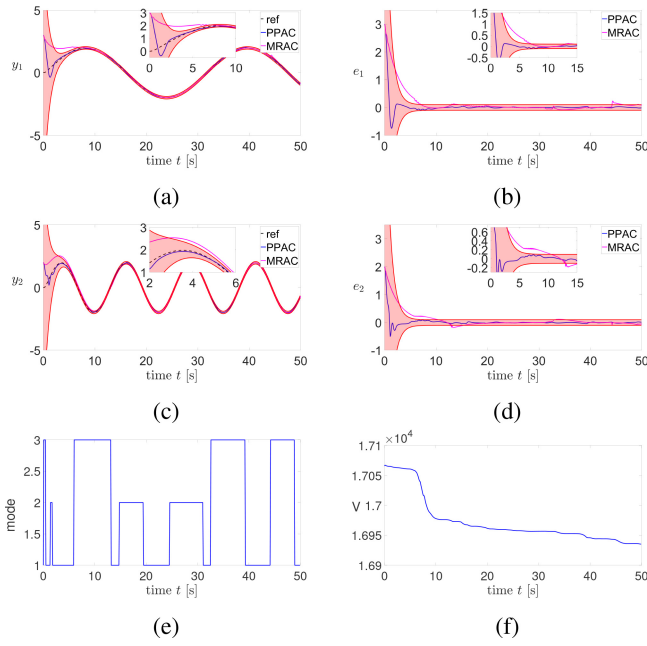 5
0
-5
y1
0 10 20 30 40 50
time t [s]
3
2
1
0
0 5 10
ref
PPAC
MRAC
(a)
3
2
1
0
-1
e1
0 10 20 30 40 50
time t [s]
1.5
0.5
-0.5
0 5 10 15
PPAC
MRAC
(b)
5
0
-5
y2
0 10 20 30 40 50
time t [s]
3
2
1
2 4 6
ref
PPAC
MRAC
(c)
3
2
1
0
-1
e2
0 10 20 30 40 50
time t [s]
0.6
0.4
0.2
0
-0.2
0 5 10 15
PPAC
MRAC
(d)
3
2.5
2
1.5
1
mode
0 10 20 30 40 50
time t [s]
(e)
×10⁴
1.71
1.705
V 1.7
1.695
1.69
0 10 20 30 40 50
time t [s]
(f)